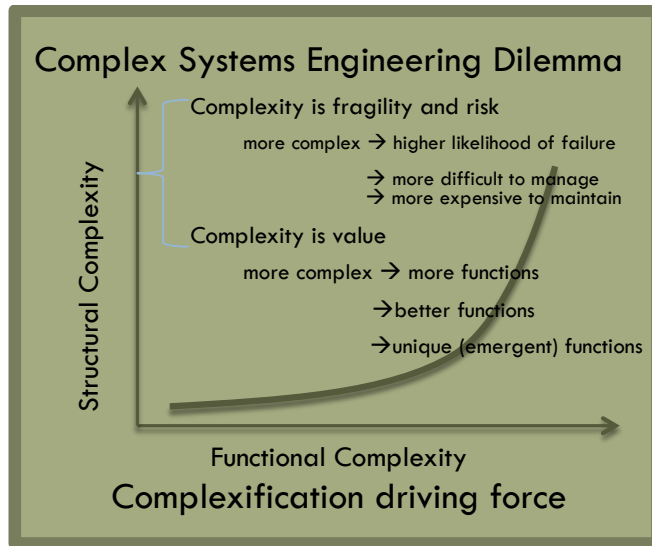 Complex Systems Engineering Dilemma
Complexity is fragility and risk
more complex → higher likelihood of failure
→ more difficult to manage
→ more expensive to maintain
Complexity is value
more complex → more functions
→better functions
→unique (emergent) functions
Structural Complexity
Functional Complexity
Complexification driving force